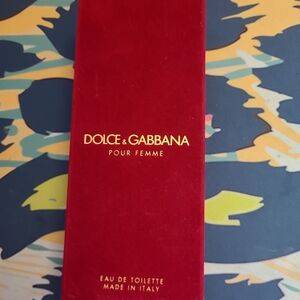 DOLCE & GABBANA
POUR FEMME
EAU DE TOILETTE
MADE IN ITALY